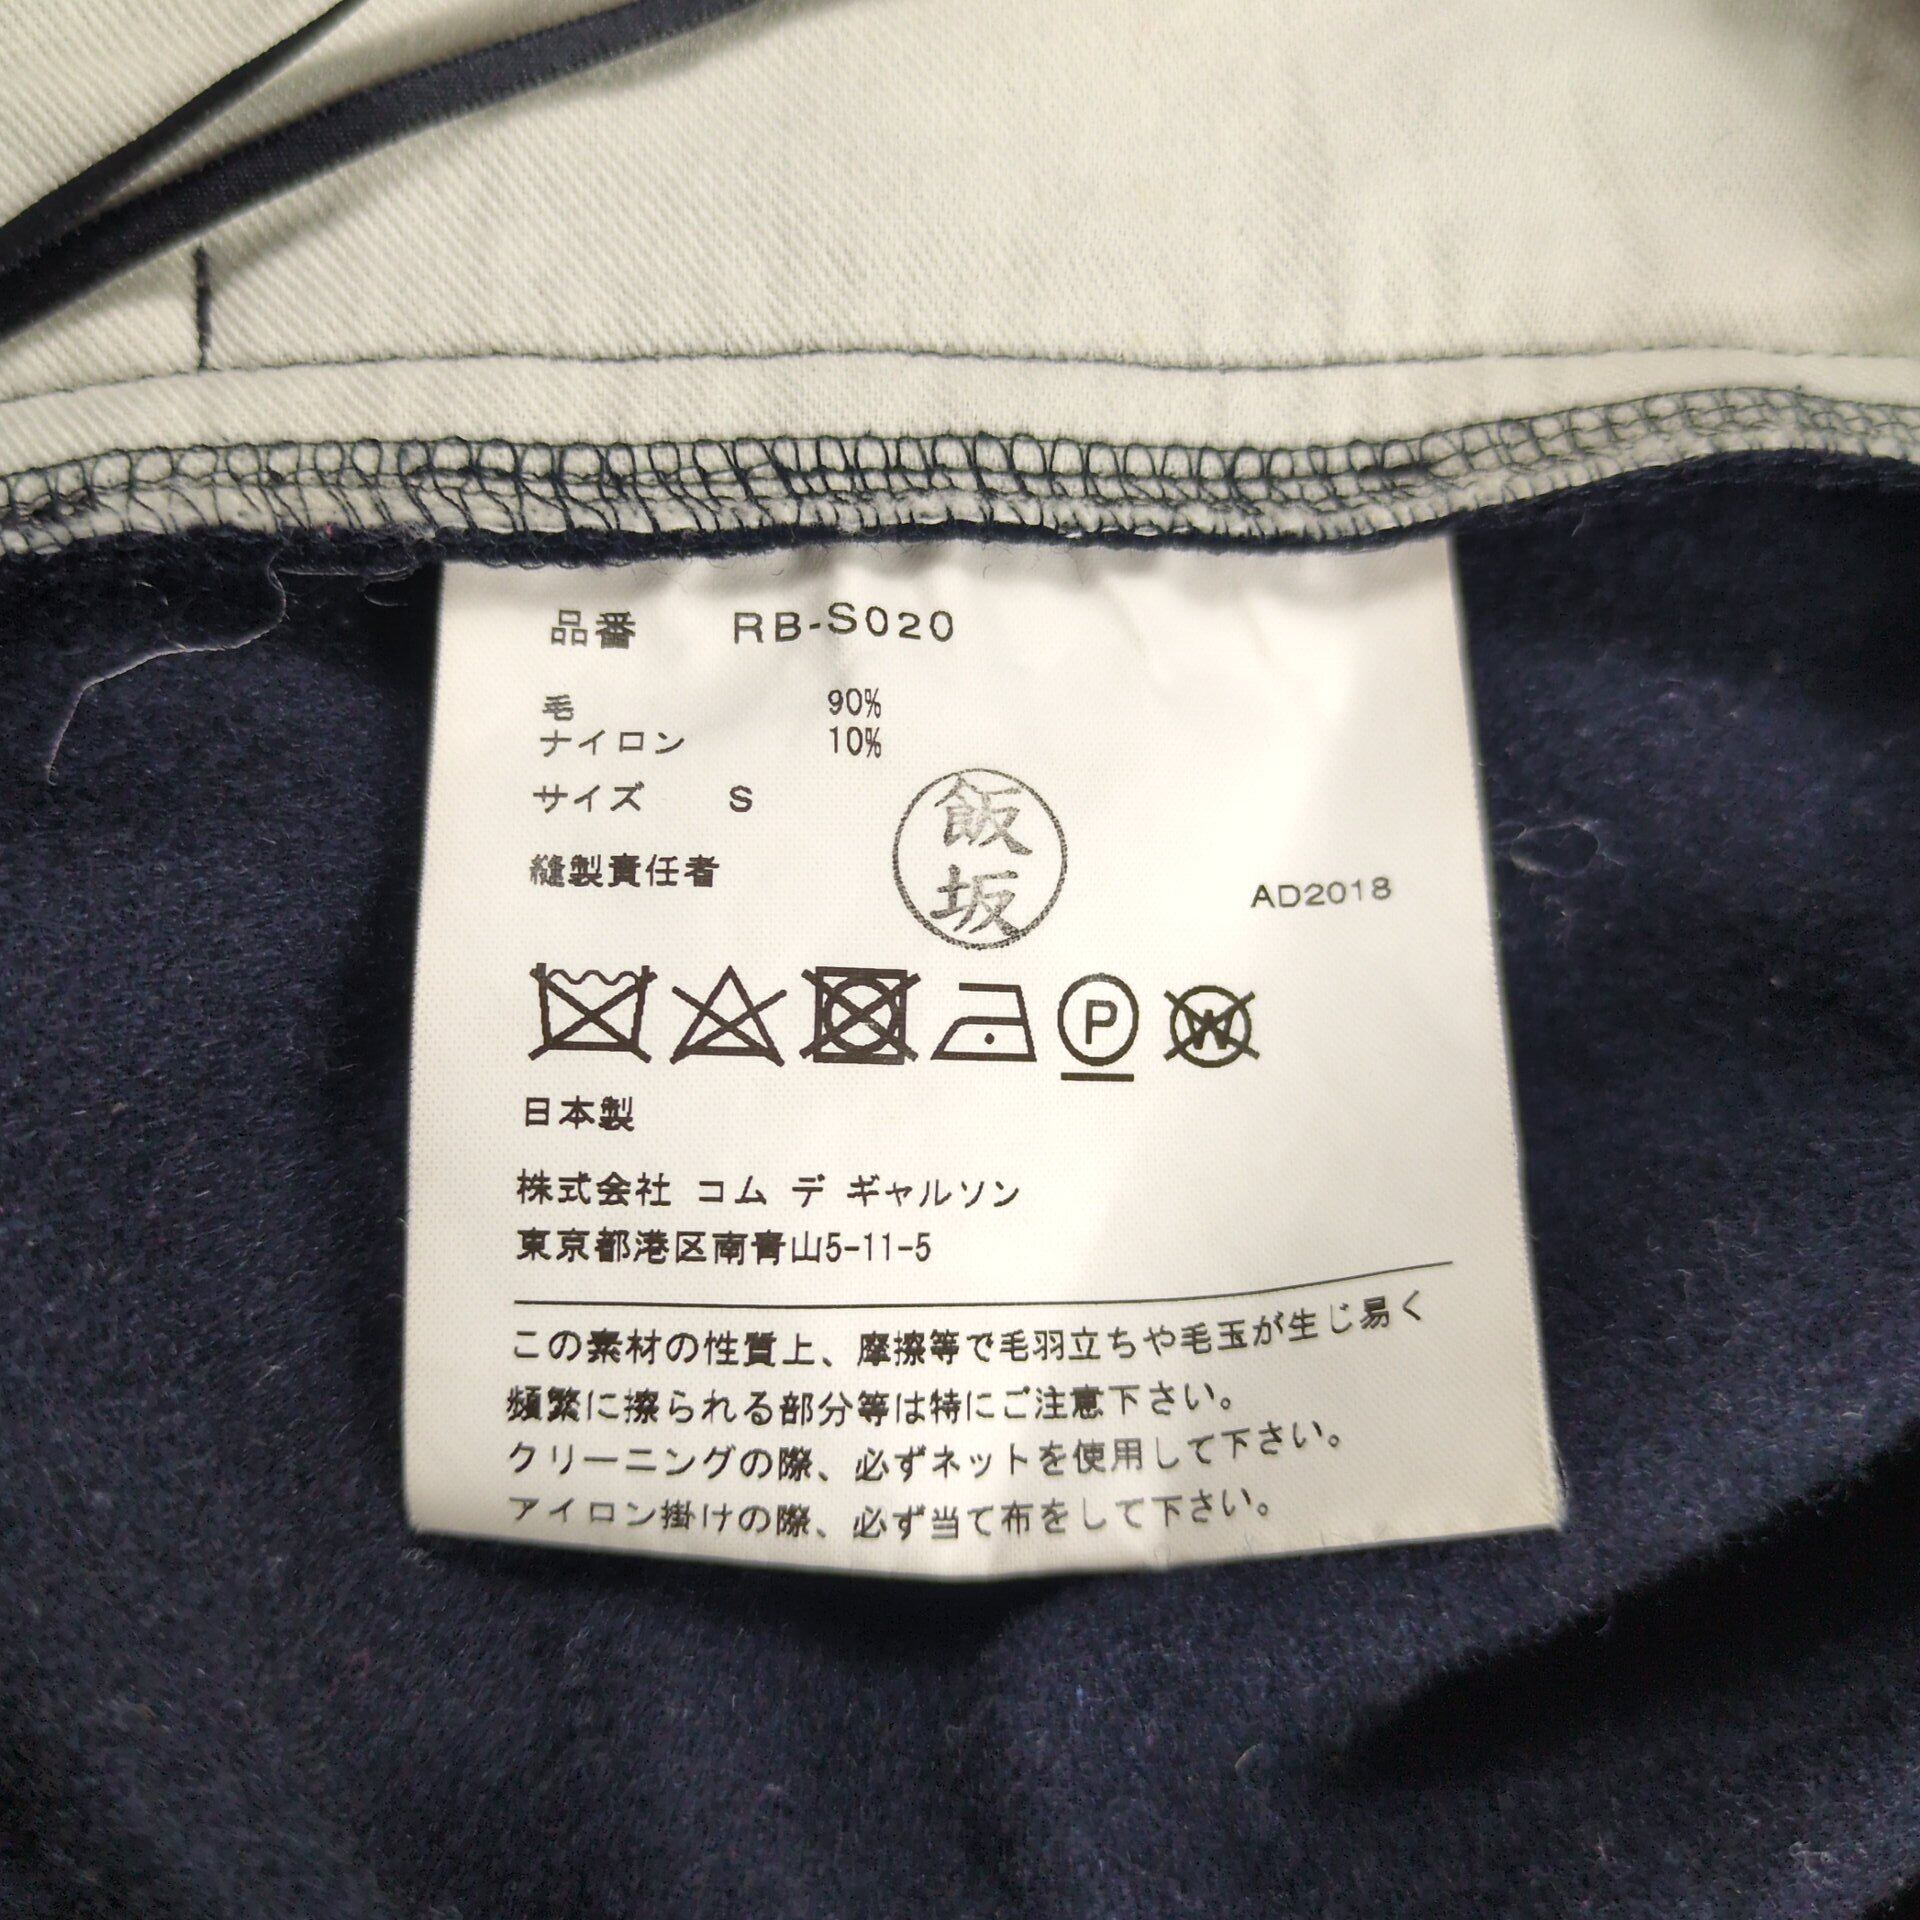 品番 RB-S020
毛 90%
ナイロン 10%
サイズ S
縫製責任者 飯坂
AD2018
P W
日本製
株式会社 コム デ ギャルソン
東京都港区南青山5-11-5
この素材の性質上、摩擦等で毛羽立ちや毛玉が生じ易く
頻繁に擦られる部分等は特にご注意下さい。
クリーニングの際、必ずネットを使用して下さい。
アイロン掛けの際、必ず当て布をして下さい。